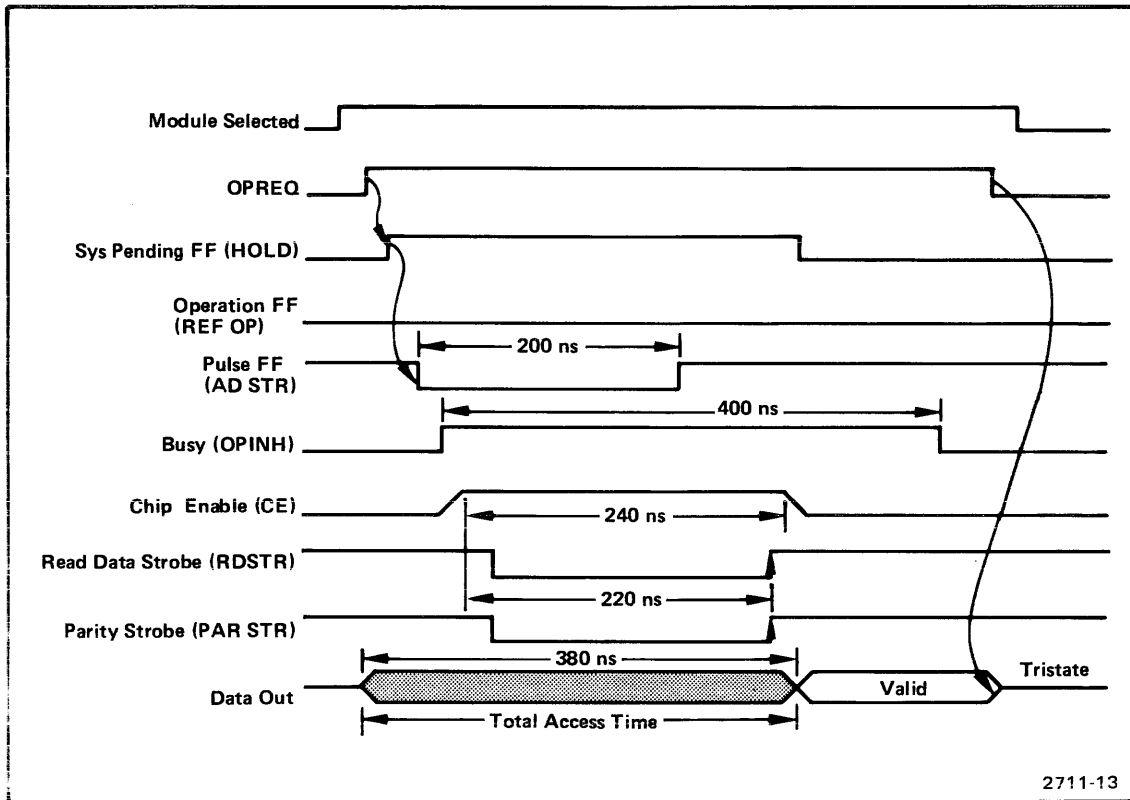 Module Selected
OPREQ
Sys Pending FF (HOLD)
Operation FF
(REF OP)
200 ns
Pulse FF
(AD STR)
400 ns
Busy (OPINH)
Chip Enable (CE)
240 ns
Read Data Strobe (RDSTR)
220 ns
Parity Strobe (PAR STR)
380 ns
Data Out
Valid
Tristate
Total Access Time
2711-13